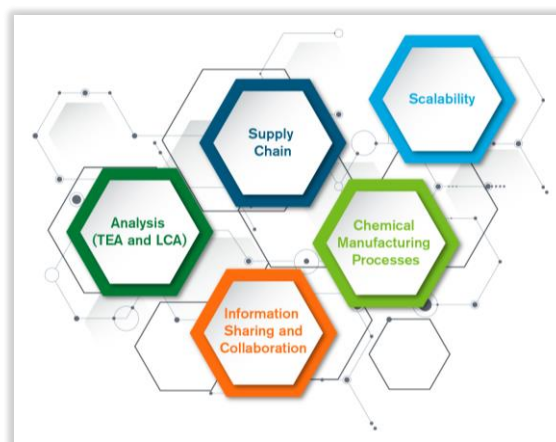 Scalability
Supply
Chain
Analysis
(TEA and LCA)
Chemical
Manufacturing
Processes
Information
Sharing and
Collaboration